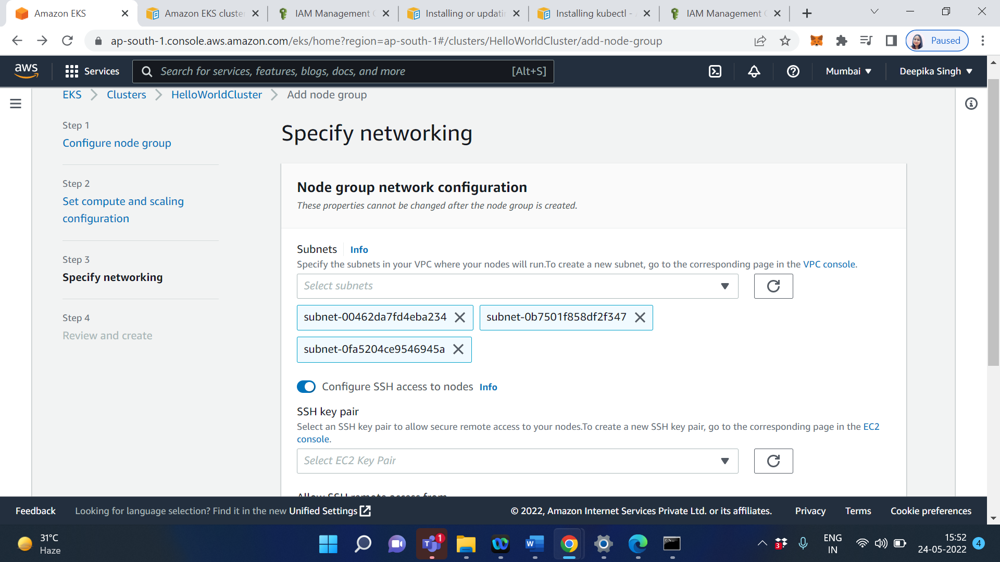 Amazon EKS
Amazon EKS cluster
IAM Management C
Installing or updatin
Installing kubectl -
IAM Management C
ap-south-1.console.aws.amazon.com/eks/home?region=ap-south-1#/clusters/HelloWorldCluster/add-node-group
Paused
aws
Services
Search for services, features, blogs, docs, and more
[Alt+S]
Mumbai
Deepika Singh
EKS
Clusters
HelloWorldCluster
Add node group
Step 1
Configure node group
Step 2
Set compute and scaling
configuration
Step 3
Specify networking
Step 4
Review and create
Specify networking
Node group network configuration
These properties cannot be changed after the node group is created.
Subnets
Info
Specify the subnets in your VPC where your nodes will run.To create a new subnet, go to the corresponding page in the VPC console.
Select subnets
subnet-00462da7fd4eba234
subnet-0b7501f858df2f347
subnet-0fa5204ce9546945a
Configure SSH access to nodes
Info
SSH key pair
Select an SSH key pair to allow secure remote access to your nodes.To create a new SSH key pair, go to the corresponding page in the EC2
console.
Select EC2 Key Pair
Allow SSH remote access from
Feedback
Looking for language selection? Find it in the new Unified Settings
© 2022, Amazon Internet Services Private Ltd. or its affiliates.
Privacy
Terms
Cookie preferences
31°C
Haze
1
3
ENG
IN
15:52
24-05-2022
4